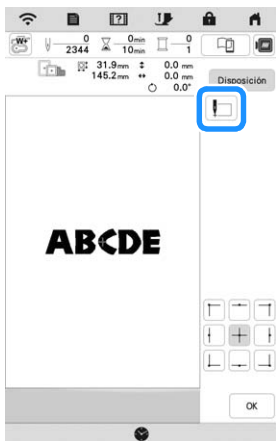 ?
W+
0
2344
0min
10min
0
1
31.9mm
0.0 mm
145.2mm
0.0 mm
0.0°
Disposición
ABCDE
OK